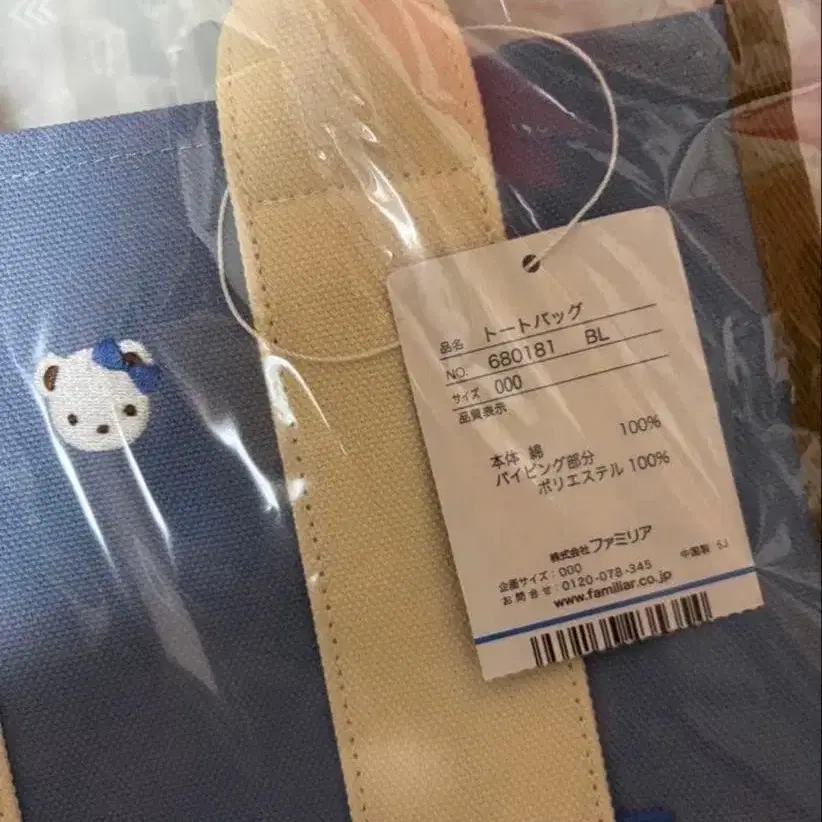 品名 トートバッグ
NO. 680181 BL
サイズ 000
品質表示
本体 綿 100%
パイピング部分
ポリエステル 100%
株式会社ファミリア
企画サイズ：000 中国製 5J
お問合せ：0120-078-345
www.familiar.co.jp